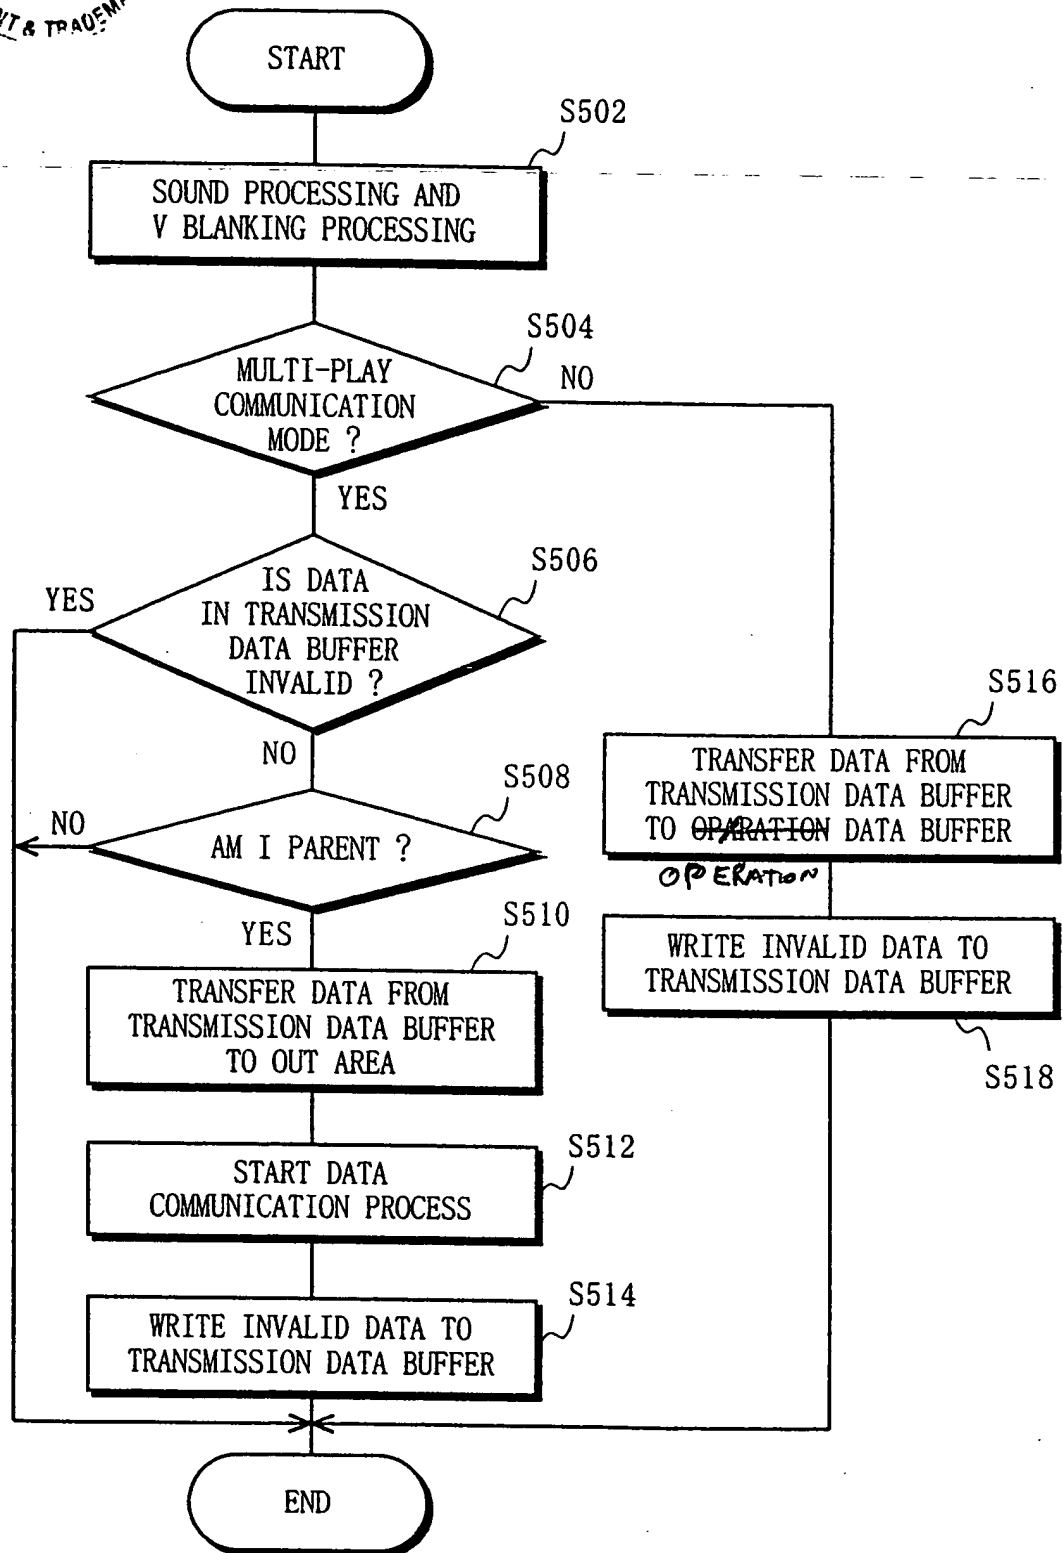 & TRADEM
START
S502
SOUND PROCESSING AND
V BLANKING PROCESSING
S504
MULTI-PLAY
COMMUNICATION
MODE ?
NO
YES
S506
IS DATA
IN TRANSMISSION
DATA BUFFER
INVALID ?
YES
NO
S508
AM I PARENT ?
NO
YES
S510
TRANSFER DATA FROM
TRANSMISSION DATA BUFFER
TO OUT AREA
S512
START DATA
COMMUNICATION PROCESS
S514
WRITE INVALID DATA TO
TRANSMISSION DATA BUFFER
S516
TRANSFER DATA FROM
TRANSMISSION DATA BUFFER
TO OPARATION DATA BUFFER
OPERATION
WRITE INVALID DATA TO
TRANSMISSION DATA BUFFER
S518
END